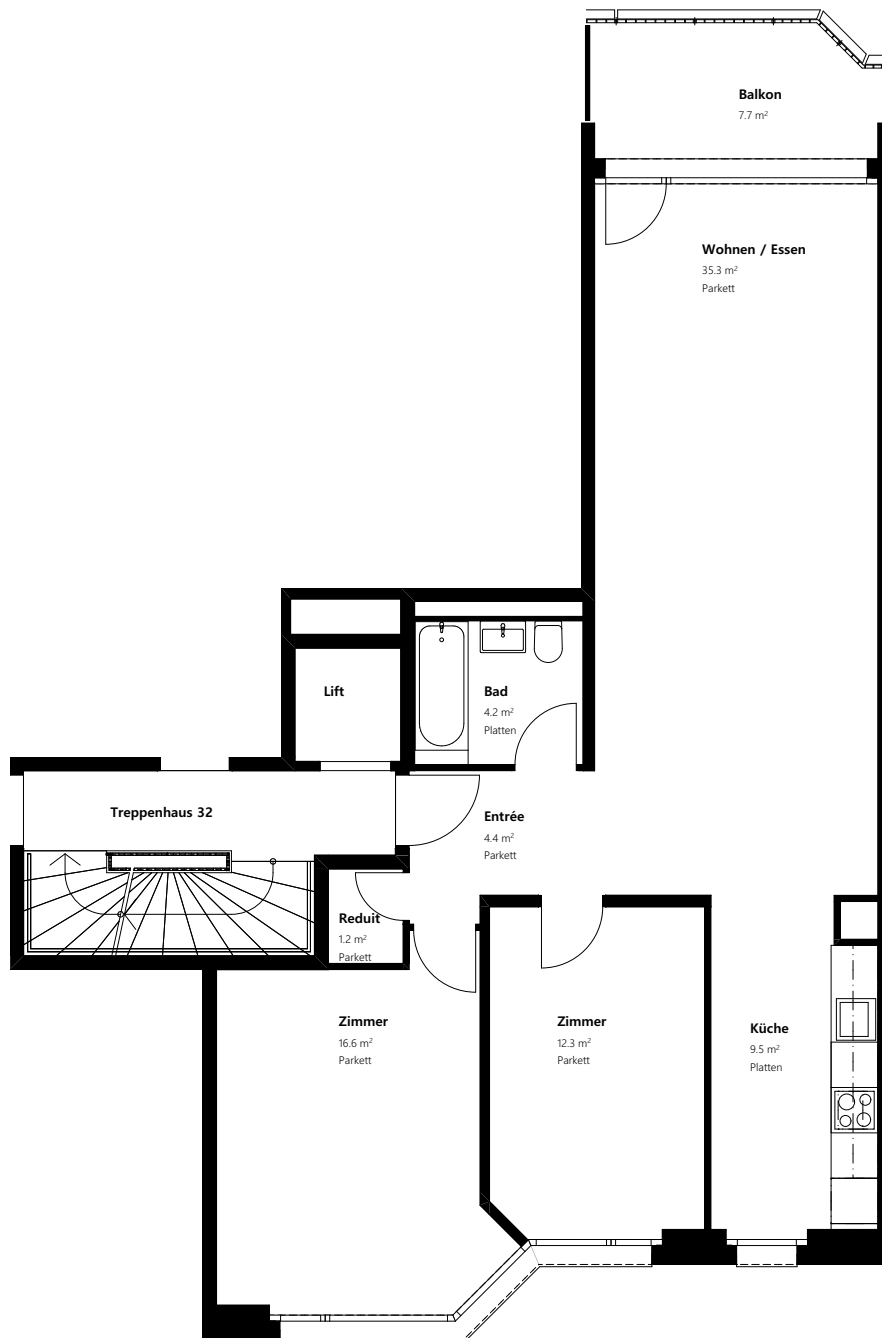 Balkon
7.7 m²
Wohnen / Essen
35.3 m²
Parkett
Lift
Bad
4.2 m²
Platten
Treppenhaus 32
Entrée
4.4 m²
Parkett
Reduit
1.2 m²
Parkett
Zimmer
16.6 m²
Parkett
Zimmer
12.3 m²
Parkett
Küche
9.5 m²
Platten